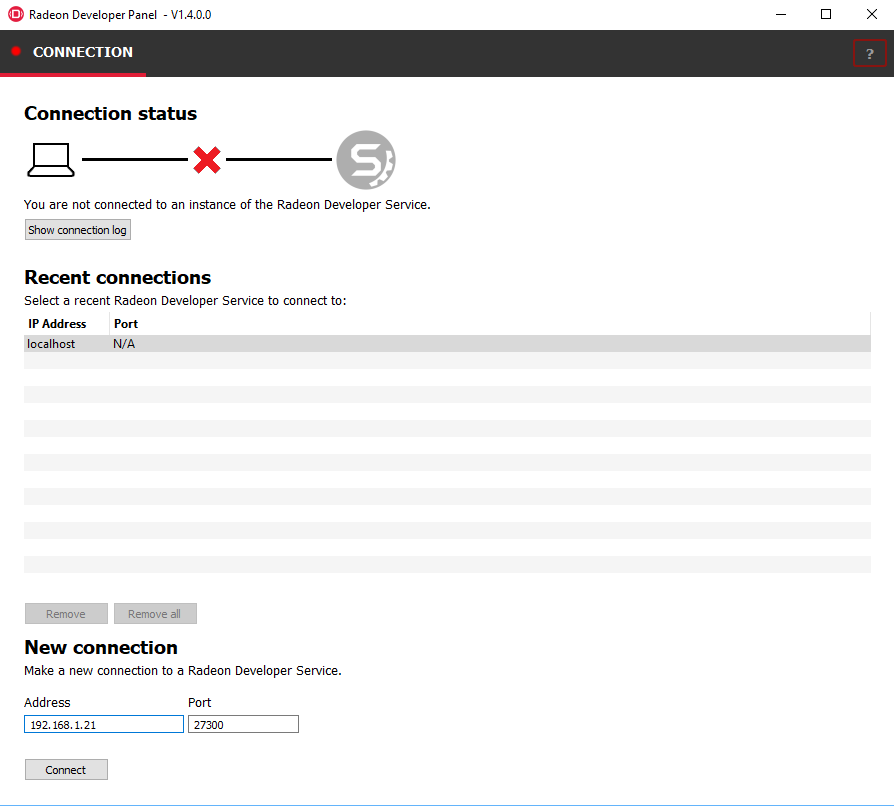 Radeon Developer Panel - V1.4.0.0
CONNECTION
?
Connection status
S
You are not connected to an instance of the Radeon Developer Service.
Show connection log
Recent connections
Select a recent Radeon Developer Service to connect to:
IP Address Port
localhost N/A
Remove Remove all
New connection
Make a new connection to a Radeon Developer Service.
Address Port
192.168.1.21 27300
Connect